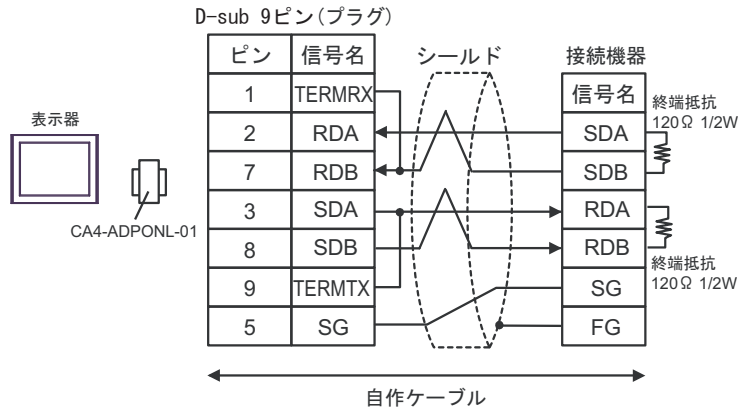 D-sub 9ピン(プラグ)
ピン 信号名 シールド 接続機器
1 TERMRX 信号名
2 RDA SDA
7 RDB SDB
3 SDA RDA
8 SDB RDB
9 TERMTX SG
5 SG FG
終端抵抗
120Ω 1/2W
終端抵抗
120Ω 1/2W
表示器
CA4-ADPONL-01
自作ケーブル